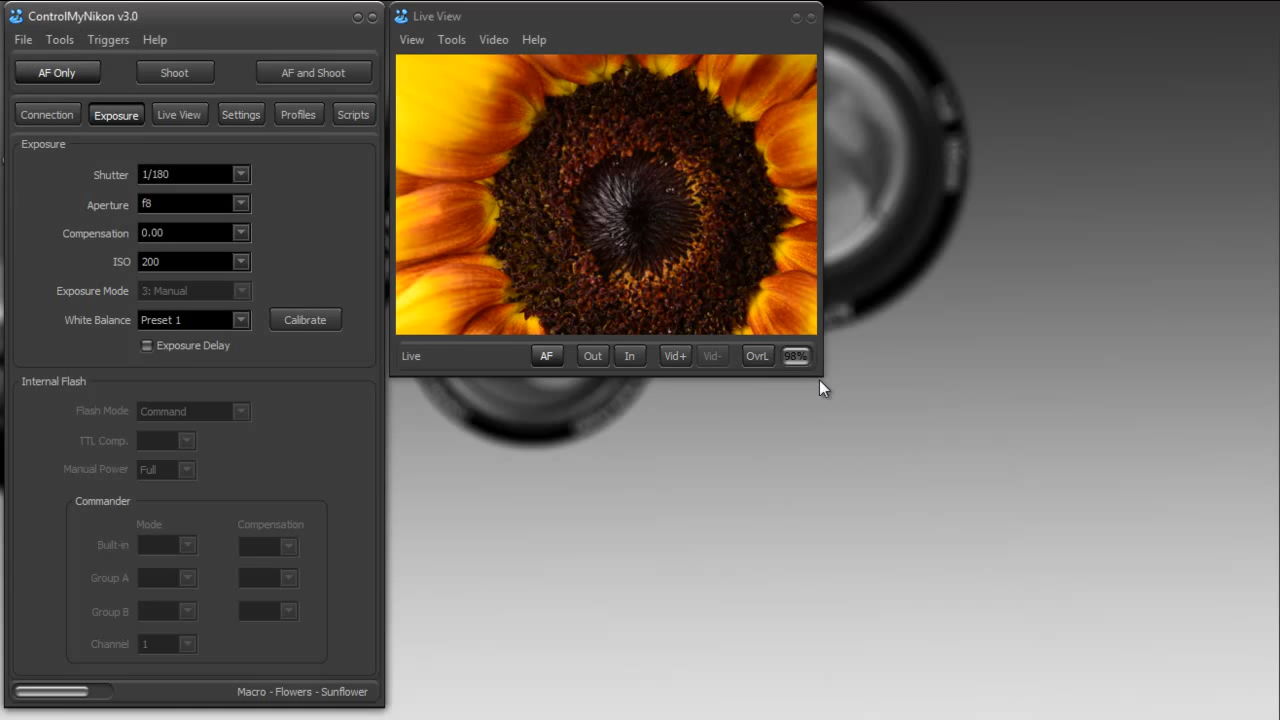 ControlMyNikon v3.0
File Tools Triggers Help
AF Only Shoot AF and Shoot
Connection Exposure Live View Settings Profiles Scripts
Exposure
Shutter 1/180
Aperture f8
Compensation 0.00
ISO 200
Exposure Mode 3: Manual
White Balance Preset 1 Calibrate
Exposure Delay
Internal Flash
Flash Mode Command
TTL Comp.
Manual Power Full
Commander
Mode Compensation
Built-in
Group A
Group B
Channel 1
Macro - Flowers - Sunflower
Live View
View Tools Video Help
Live AF Out In Vid+ Vid- OvrL 98%